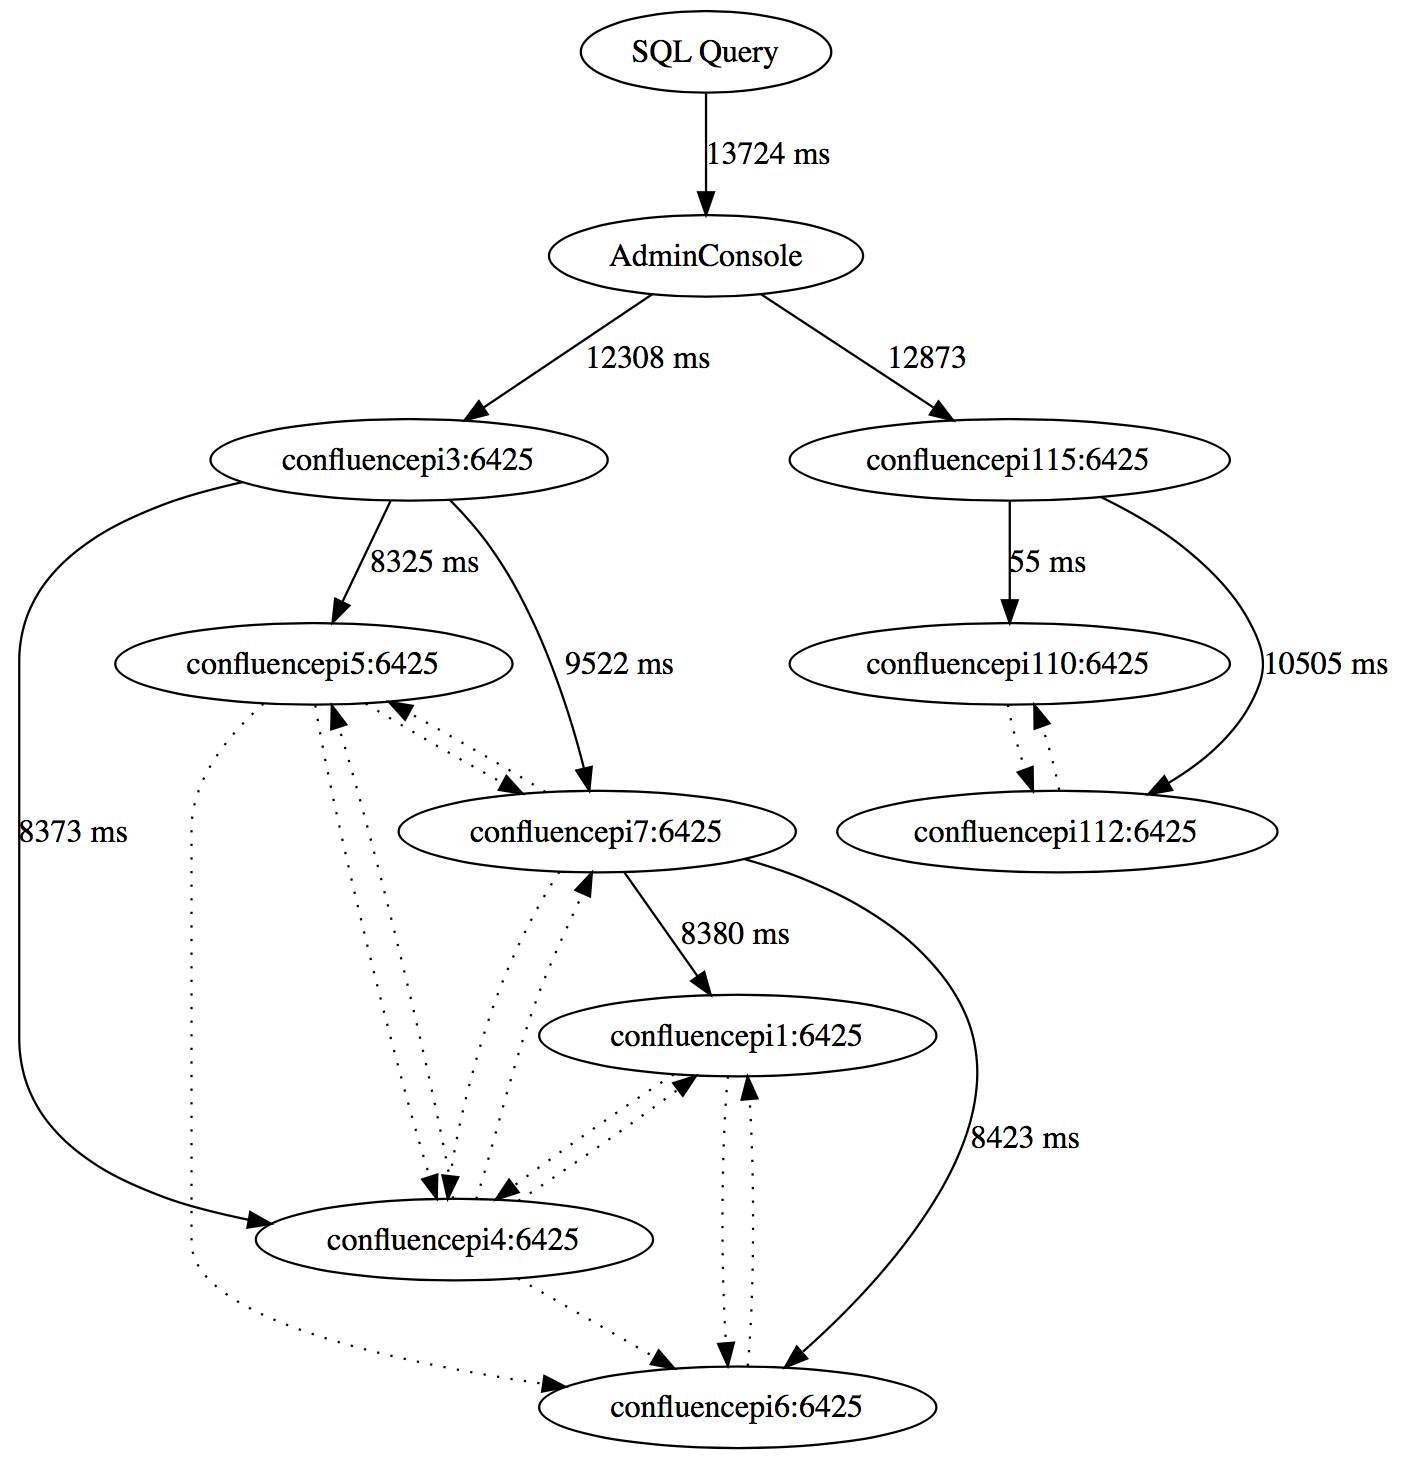 SQL Query
13724 ms
AdminConsole
12308 ms
12873
confluencepi3:6425
confluencepi115:6425
8325 ms
55 ms
confluencepi5:6425
9522 ms
confluencepi110:6425
10505 ms
8373 ms
confluencepi7:6425
confluencepi112:6425
8380 ms
confluencepi1:6425
8423 ms
confluencepi4:6425
confluencepi6:6425